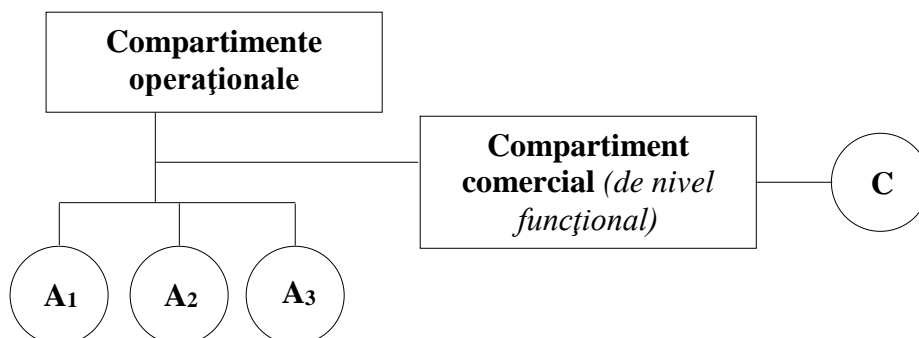 Compartimente
operaţionale
Compartiment
comercial (de nivel
funcţional)
C
A1
A2
A3